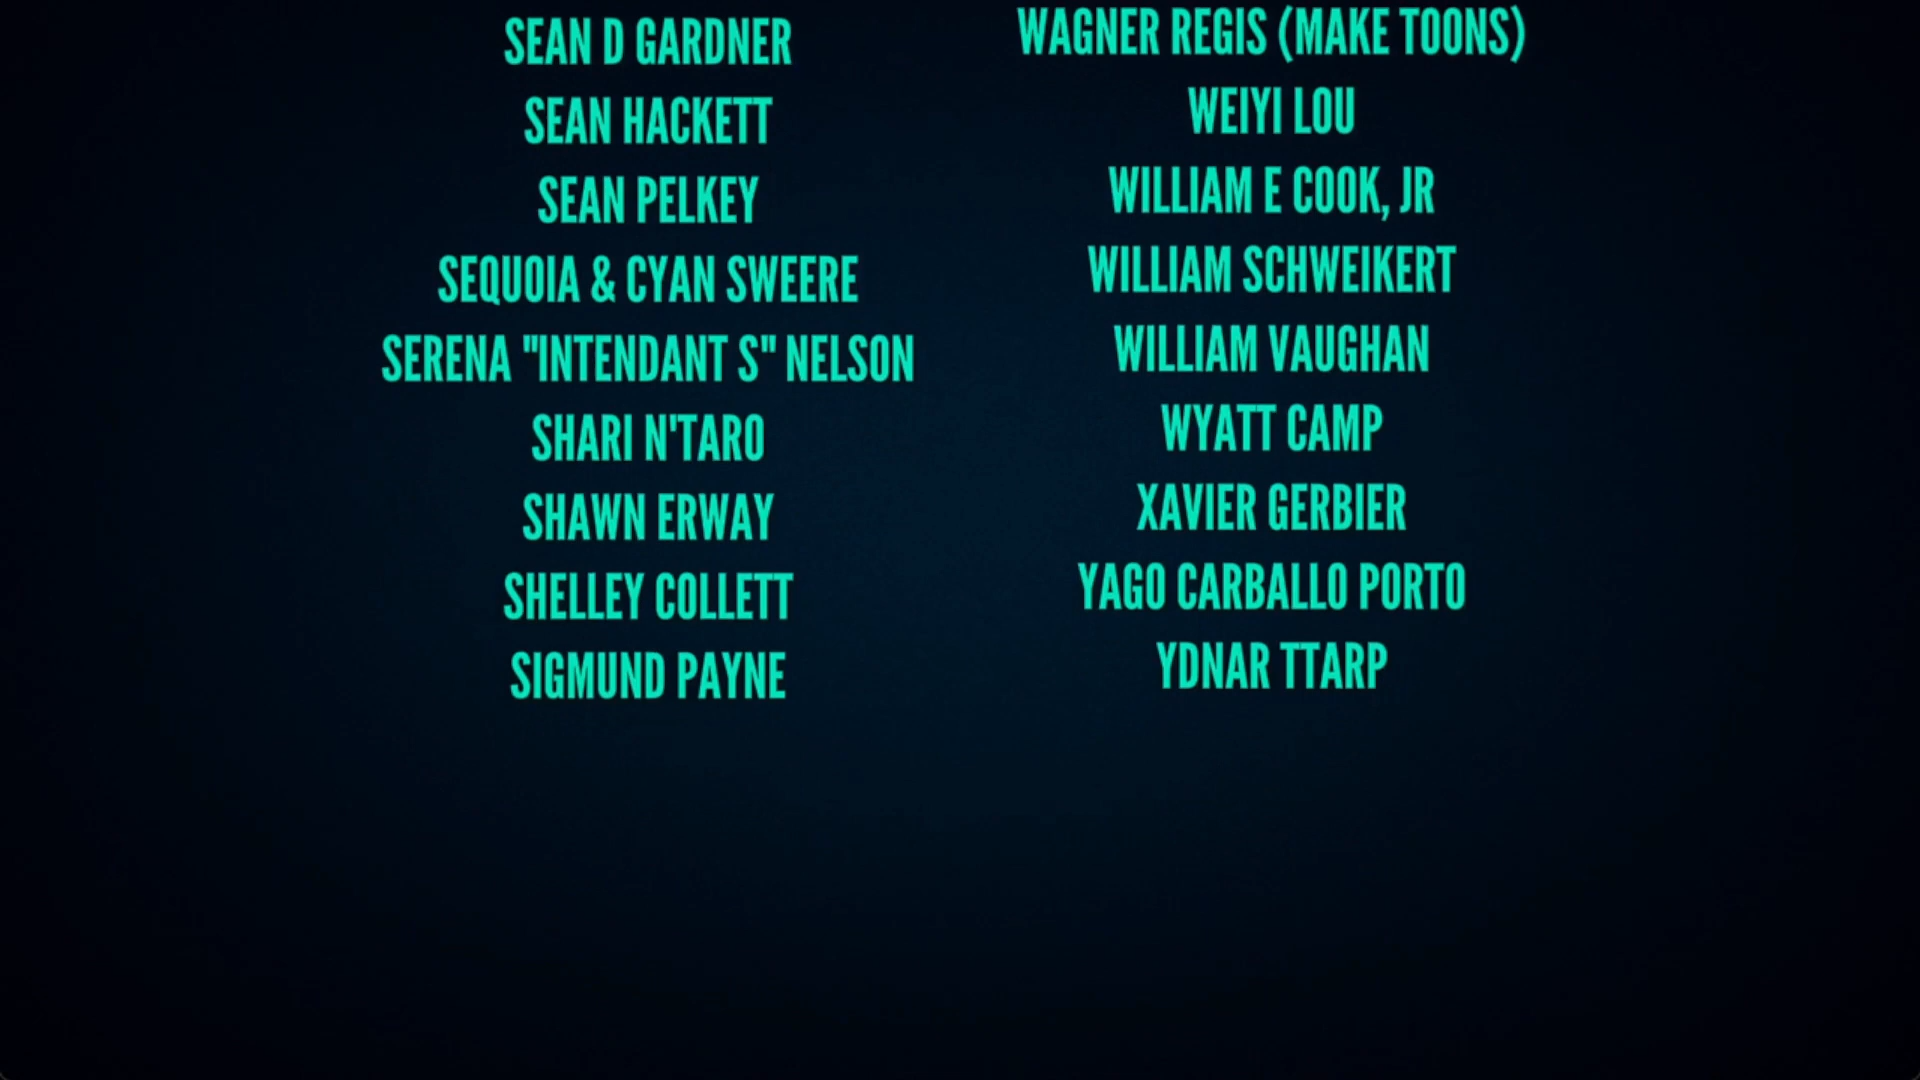 SEAN D GARDNER
SEAN HACKETT
SEAN PELKEY
SEQUOIA & CYAN SWEERE
SERENA "INTENDANT S" NELSON
SHARI N'TARO
SHAWN ERWAY
SHELLEY COLLETT
SIGMUND PAYNE
WAGNER REGIS (MAKE TOONS)
WEIYI LOU
WILLIAM E COOK, JR
WILLIAM SCHWEIKERT
WILLIAM VAUGHAN
WYATT CAMP
XAVIER GERBIER
YAGO CARBALLO PORTO
YDNAR TTARP